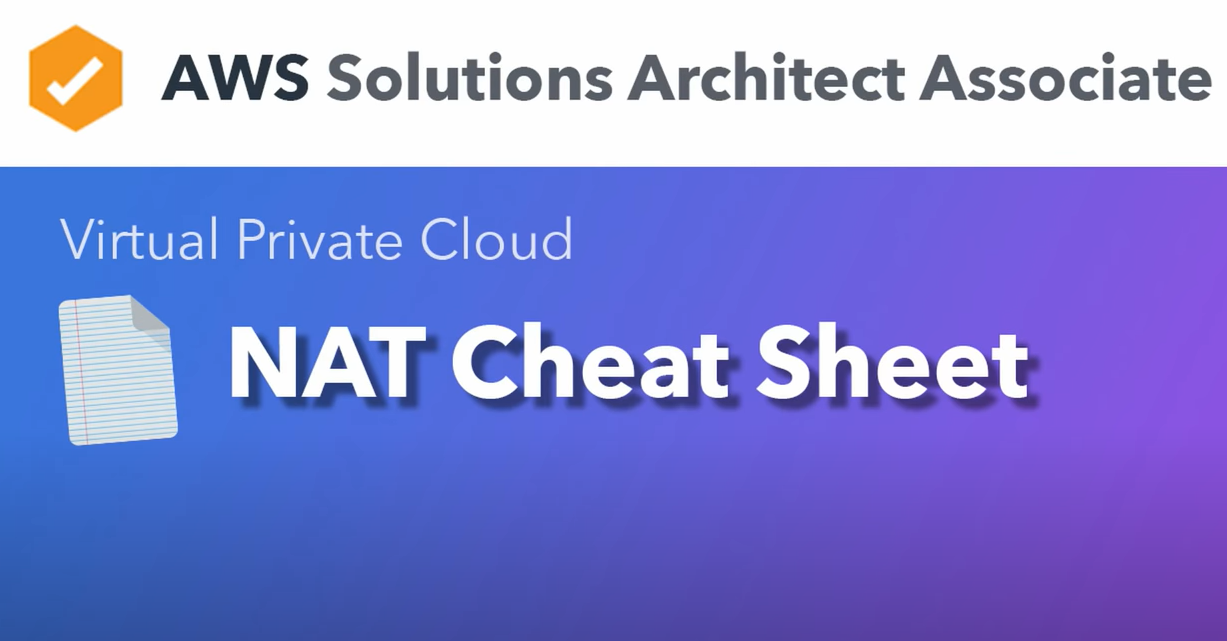 AWS Solutions Architect Associate
Virtual Private Cloud
NAT Cheat Sheet